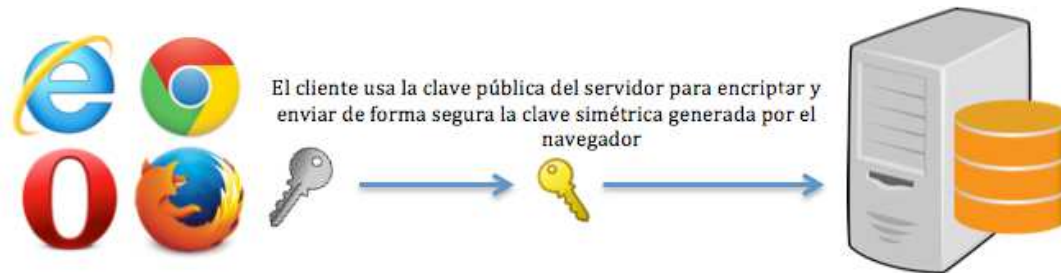 El cliente usa la clave pública del servidor para encriptar y
enviar de forma segura la clave simétrica generada por el
navegador